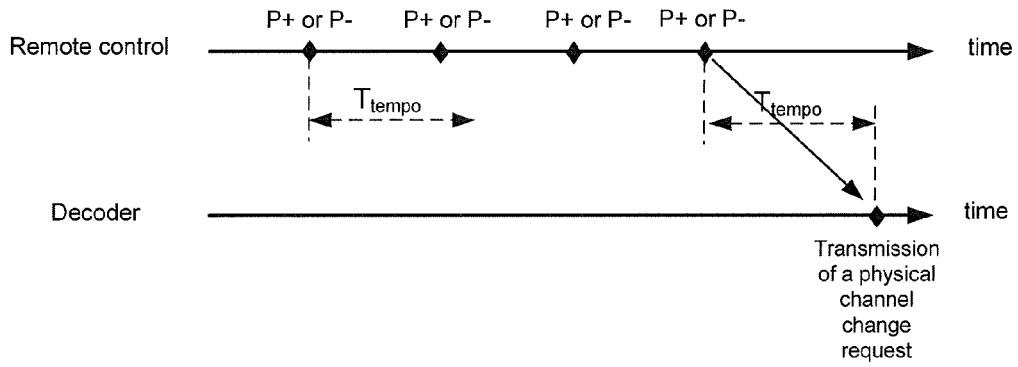 P+ or P- P+ or P- P+ or P- P+ or P-
Remote control time
Ttempo Ttempo
Decoder time
Transmission
of a physical
channel
change
request